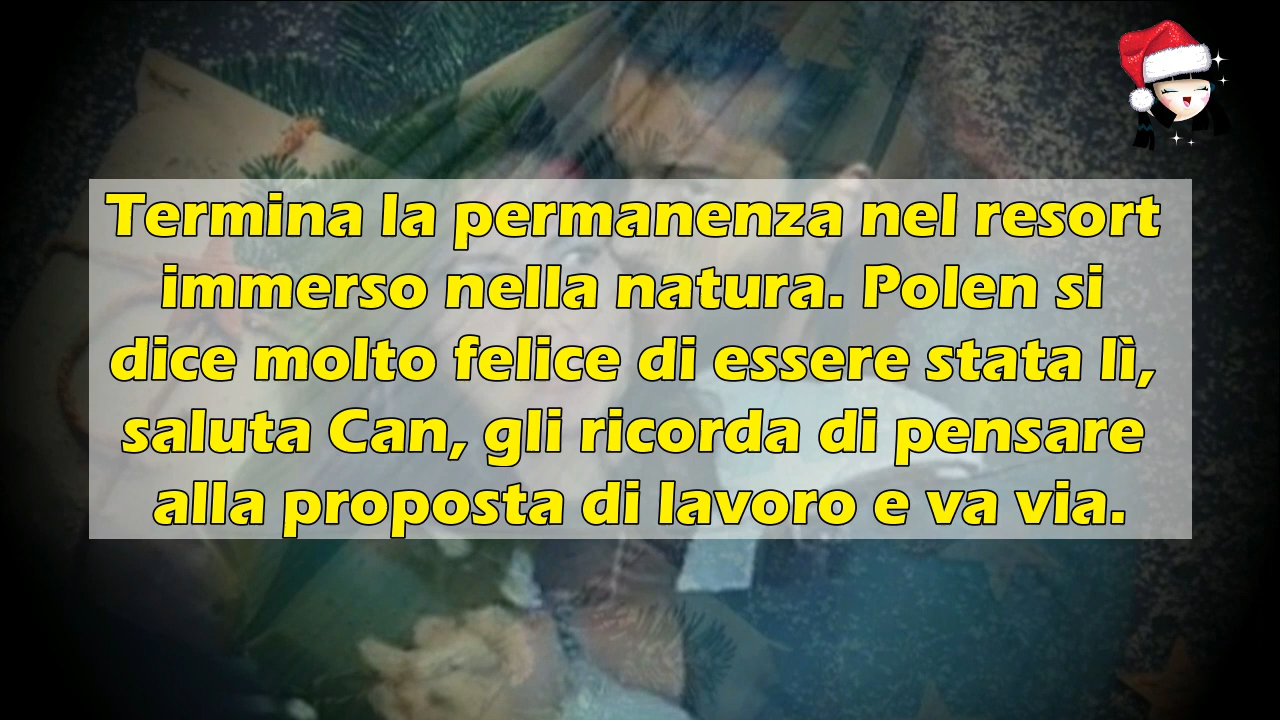 Termina la permanenza nel resort
immerso nella natura. Polen si
dice molto felice di essere stata lì,
saluta Can, gli ricorda di pensare
alla proposta di lavoro e va via.